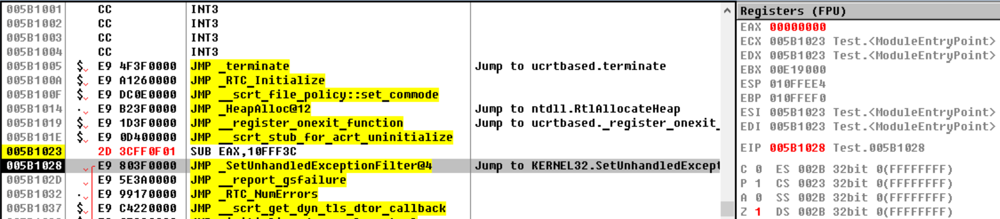 005B1001 CC INT3
005B1002 CC INT3
005B1003 CC INT3
005B1004 CC INT3
005B1005 $ E9 4F3F0000 JMP _terminate Jump to ucrtbased.terminate
005B100A $ E9 A1260000 JMP _RTC_Initialize
005B100F $ E9 DC0E0000 JMP __scrt_file_policy::set_commode
005B1014 . E9 B23F0000 JMP _HeapAlloc@12 Jump to ntdll.RtlAllocateHeap
005B1019 $ E9 1D3F0000 JMP __register_onexit_function Jump to ucrtbased._register_onexit_
005B101E $ E9 0D400000 JMP __scrt_stub_for_acrt_uninitialize
005B1023 2D 3CFF0F01 SUB EAX,10FFF3C
005B1028 E9 803F0000 JMP _SetUnhandledExceptionFilter@4 Jump to KERNEL32.SetUnhandledExcept
005B102D E9 5E3A0000 JMP __report_gsfailure
005B1032 . E9 99170000 JMP _RTC_NumErrors
005B1037 $ E9 C4220000 JMP __scrt_get_dyn_tls_dtor_callback
Registers (FPU)
EAX 00000000
ECX 005B1023 Test.<ModuleEntryPoint>
EDX 005B1023 Test.<ModuleEntryPoint>
EBX 00E19000
ESP 010FFEE4
EBP 010FFEF0
ESI 005B1023 Test.<ModuleEntryPoint>
EDI 005B1023 Test.<ModuleEntryPoint>
EIP 005B1028 Test.005B1028
C 0 ES 002B 32bit 0(FFFFFFFF)
P 1 CS 0023 32bit 0(FFFFFFFF)
A 0 SS 002B 32bit 0(FFFFFFFF)
Z 1 DS 002B 32bit 0(FFFFFFFF)